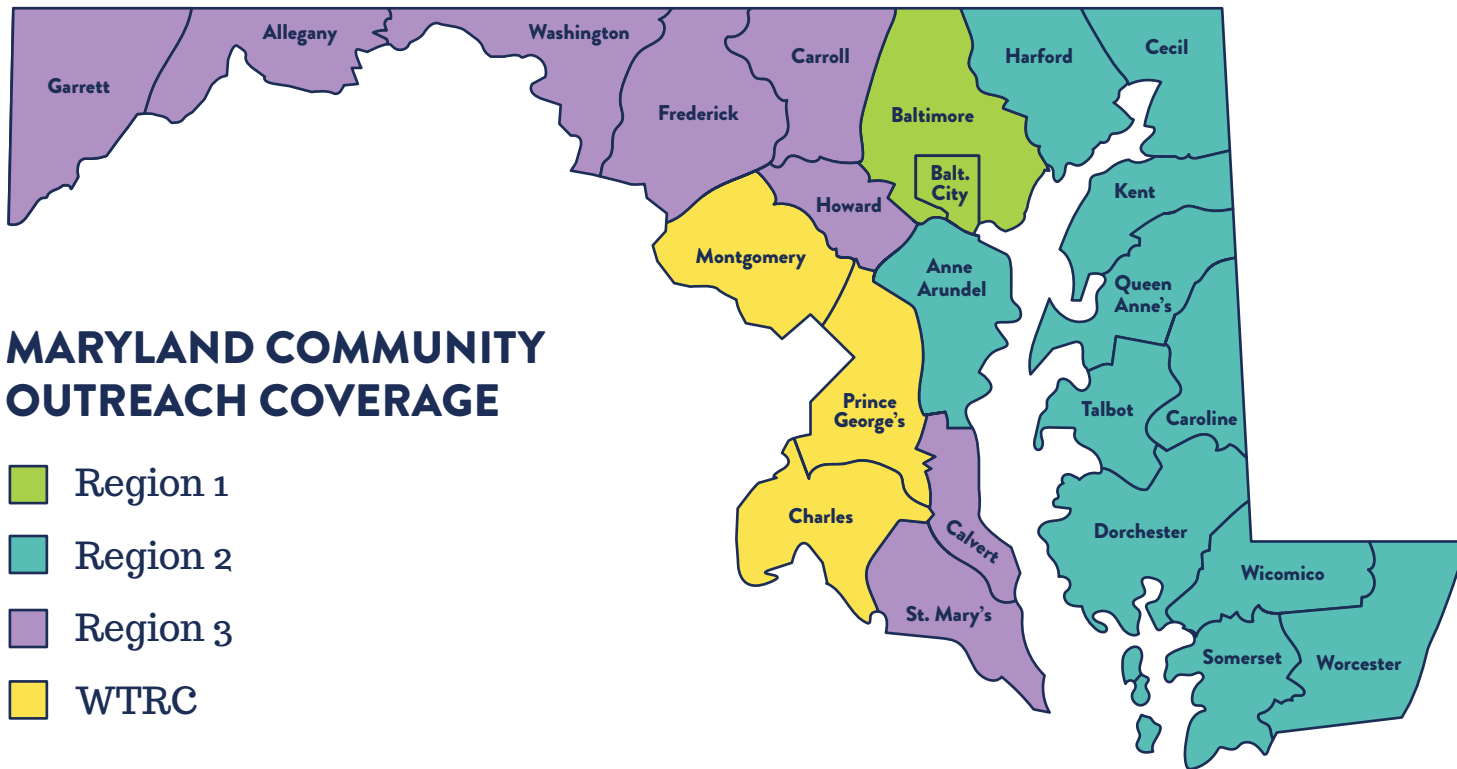 Garrett
Allegany
Washington
Frederick
Carroll
Baltimore
Balt.
City
Harford
Cecil
Kent
Howard
Montgomery
Anne
Arundel
Queen
Anne's
MARYLAND COMMUNITY
OUTREACH COVERAGE
Prince
George's
Talbot
Caroline
Region 1
Charles
Calvert
Dorchester
Region 2
Wicomico
St. Mary's
Region 3
Somerset
Worcester
WTRC